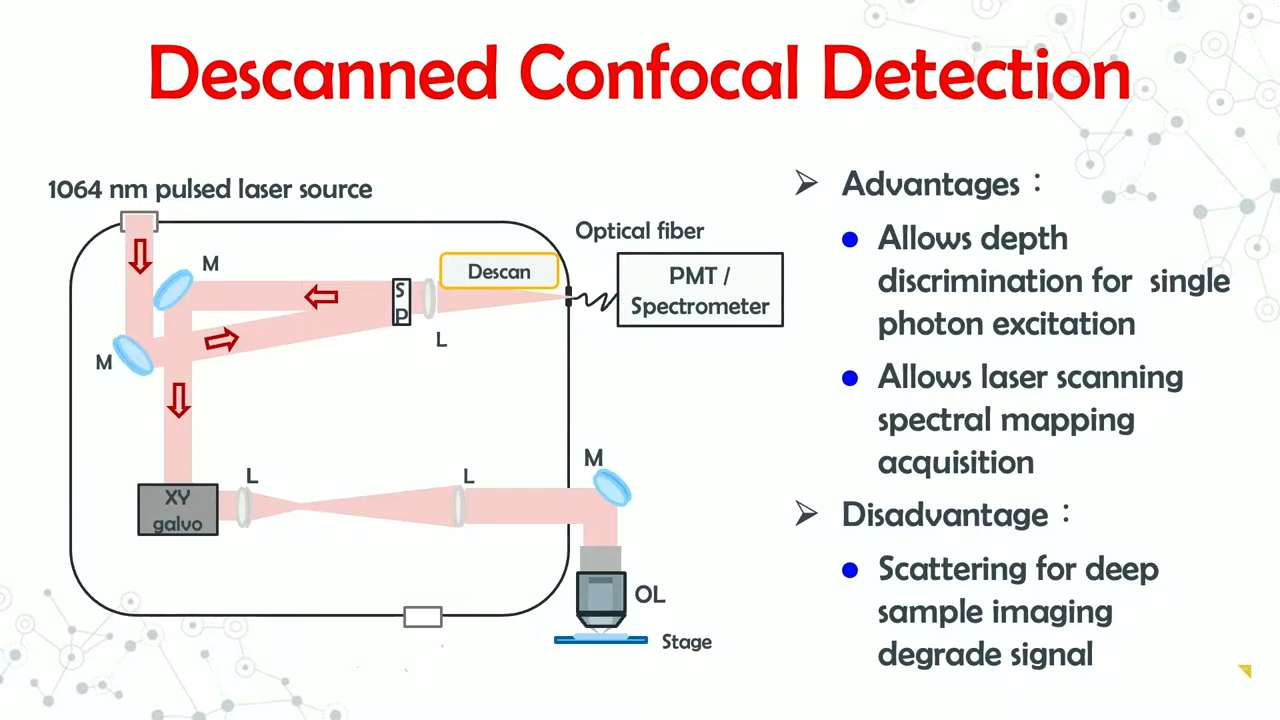 Descanned Confocal Detection
1064 nm pulsed laser source
M
M
S
P
L
Descan
Optical fiber
PMT /
Spectrometer
XY
galvo
L
L
M
OL
Stage
Advantages：
Allows depth
discrimination for single
photon excitation
Allows laser scanning
spectral mapping
acquisition
Disadvantage：
Scattering for deep
sample imaging
degrade signal